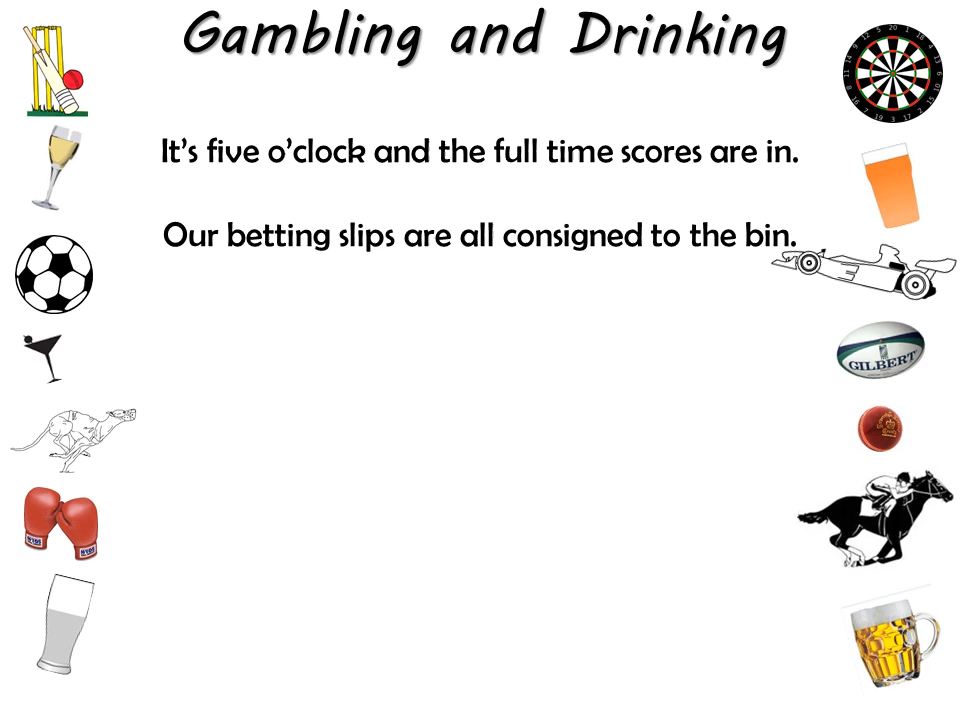 Gambling and Drinking
It's five o'clock and the full time scores are in.
Our betting slips are all consigned to the bin.
GILBERT